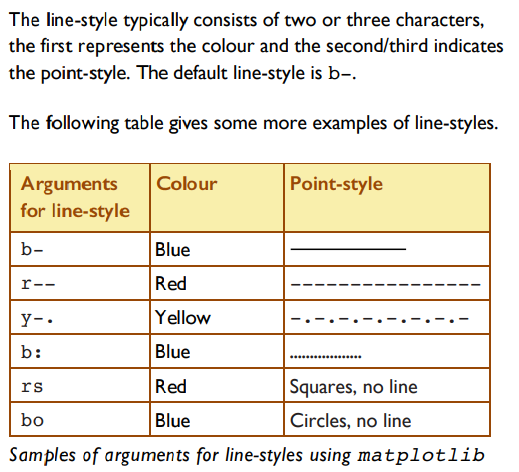 The line-style typically consists of two or three characters,
the first represents the colour and the second/third indicates
the point-style. The default line-style is b-.
The following table gives some more examples of line-styles.
Arguments for line-style Colour Point-style
b- Blue
r-- Red ----------------
y-. Yellow -.-.-.-.-.-.-.-
b: Blue ...................
rs Red Squares, no line
bo Blue Circles, no line
Samples of arguments for line-styles using matplotlib